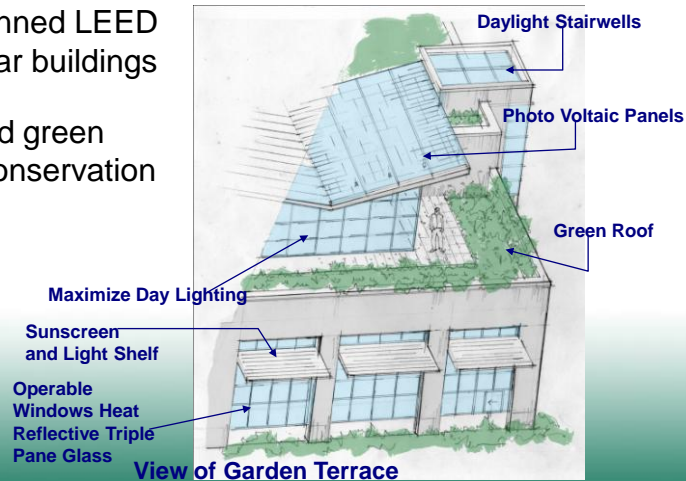 nned LEED
ar buildings
d green
onservation
Daylight Stairwells
Photo Voltaic Panels
Green Roof
Maximize Day Lighting
Sunscreen
and Light Shelf
Operable
Windows Heat
Reflective Triple
Pane Glass
View of Garden Terrace